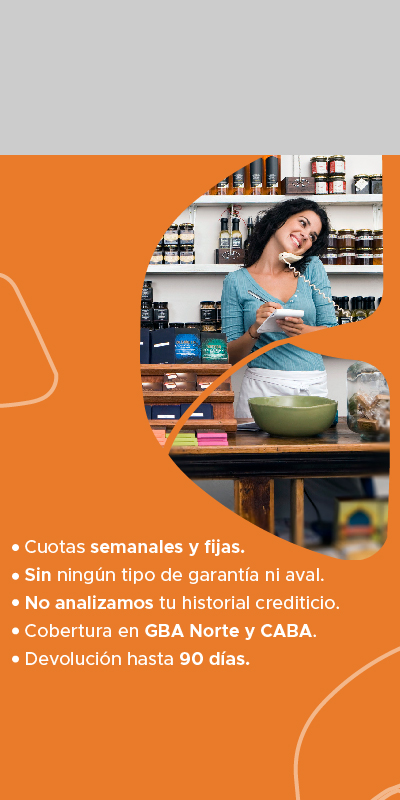 • Cuotas semanales y fijas.
• Sin ningún tipo de garantía ni aval.
• No analizamos tu historial crediticio.
• Cobertura en GBA Norte y CABA.
• Devolución hasta 90 días.